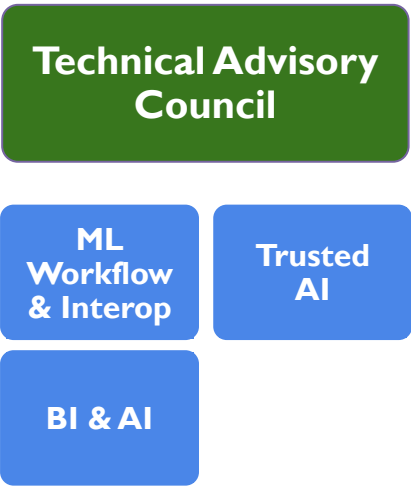 Technical Advisory
Council
ML
Workflow
& Interop
Trusted
AI
BI & AI